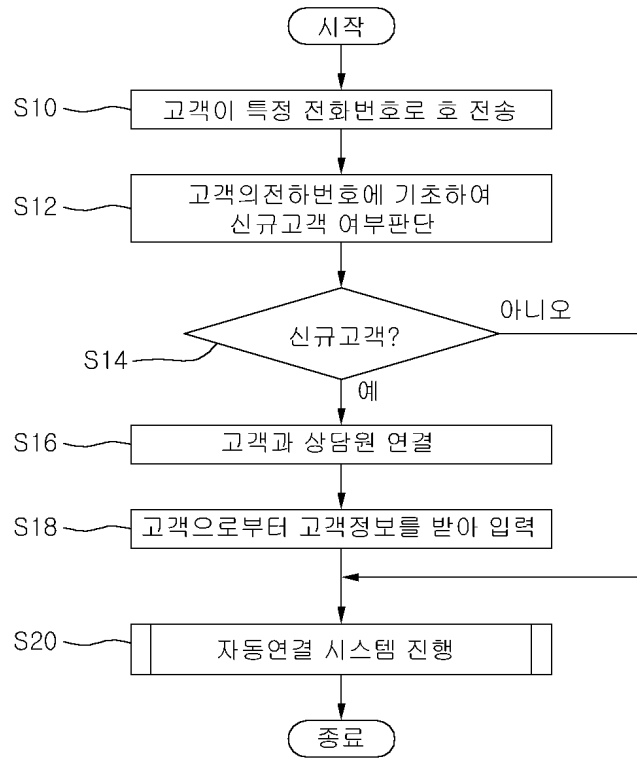 시작
S10
고객이 특정 전화번호로 호 전송
S12
고객의전하번호에 기초하여
신규고객 여부판단
아니오
신규고객?
S14
예
S16
고객과 상담원 연결
S18
고객으로부터 고객정보를 받아 입력
S20
자동연결 시스템 진행
종료